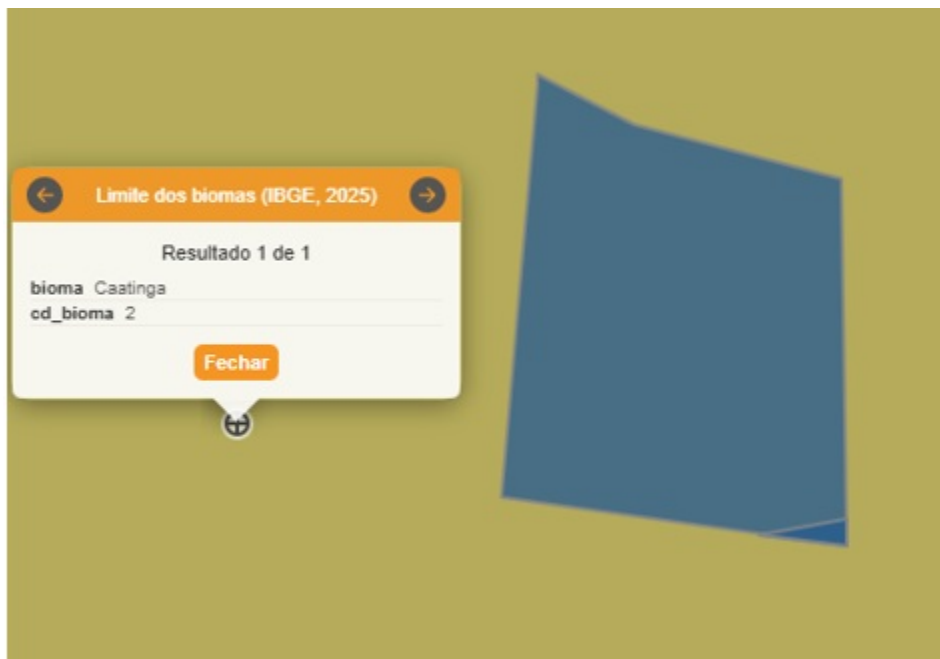 Limite dos biomas (IBGE, 2025)
Resultado 1 de 1
bioma Caatinga
cd_bioma 2
Fechar